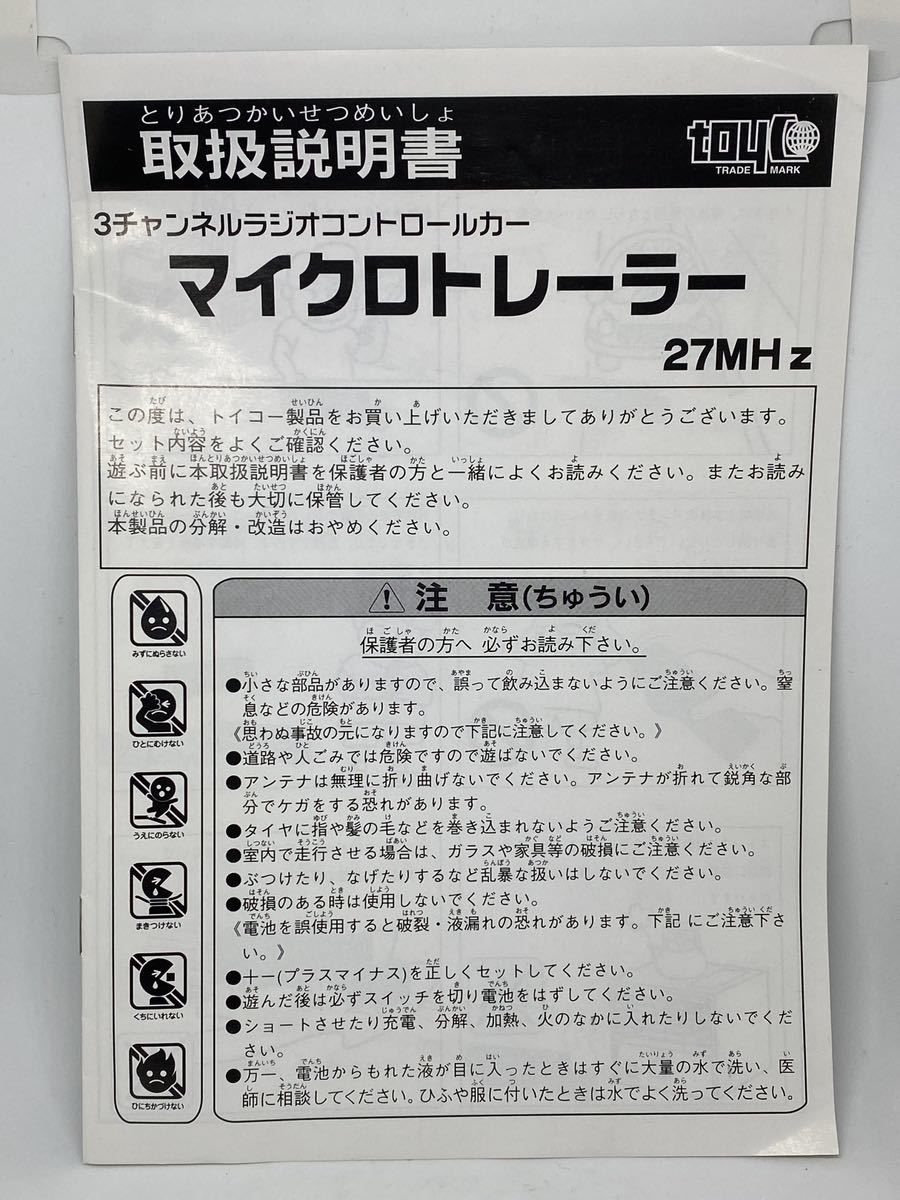 とりあつかいせつめいしょ
取扱説明書
toyCo
TRADE MARK
3チャンネルラジオコントロールカー
マイクロトレーラー
27MHz
この度は、トイコー製品をお買い上げいただきましてありがとうございます。
セット内容をよくご確認ください。
遊ぶ前に本取扱説明書を保護者の方と一緒によくお読みください。またお読み
になられた後も大切に保管してください。
本製品の分解・改造はおやめください。
みずにぬらさない
ひとにむけない
うえにのらない
まきつけない
くちにいれない
ひにちかづけない
注 意(ちゅうい)
保護者の方へ 必ずお読み下さい。
●小さな部品がありますので、誤って飲み込まないようにご注意ください。窒
息などの危険があります。
《思わぬ事故の元になりますので下記に注意してください。》
●道路や人ごみでは危険ですので遊ばないでください。
●アンテナは無理に折り曲げないでください。アンテナが折れて鋭角な部
分でケガをする恐れがあります。
●タイヤに指や髪の毛などを巻き込まれないようご注意ください。
●室内で走行させる場合は、ガラスや家具等の破損にご注意ください。
●ぶつけたり、なげたりするなど乱暴な扱いはしないでください。
●破損のある時は使用しないでください。
《電池を誤使用すると破裂・液漏れの恐れがあります。下記にご注意下さ
い。》
●＋－(プラスマイナス)を正しくセットしてください。
●遊んだ後は必ずスイッチを切り電池をはずしてください。
●ショートさせたり充電、分解、加熱、火のなかに入れたりしないでくだ
さい。
●万一、電池からもれた液が目に入ったときはすぐに大量の水で洗い、医
師に相談してください。ひふや服に付いたときは水でよく洗ってください。